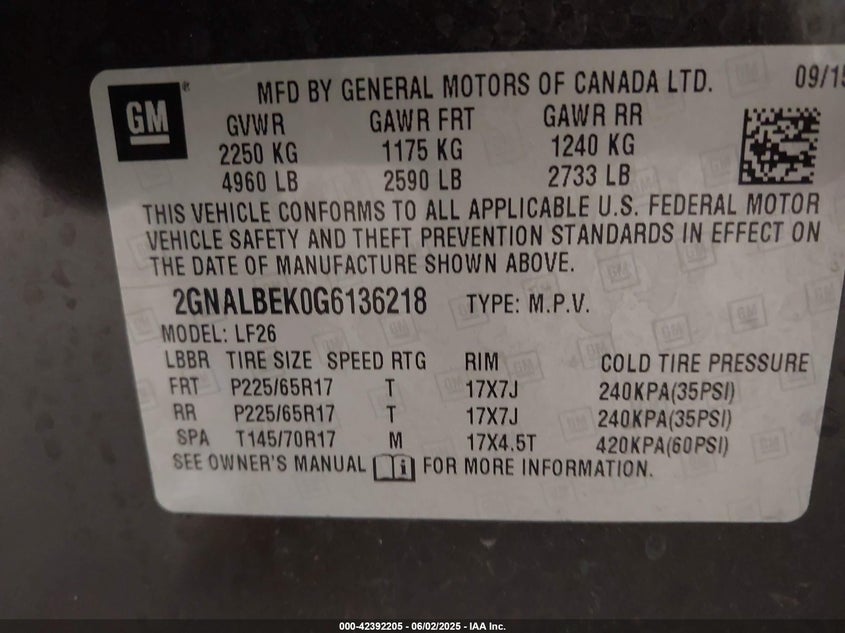 GM
MFD BY GENERAL MOTORS OF CANADA LTD. 09/15
GVWR GAWR FRT GAWR RR
2250 KG 1175 KG 1240 KG
4960 LB 2590 LB 2733 LB
THIS VEHICLE CONFORMS TO ALL APPLICABLE U.S. FEDERAL MOTOR
VEHICLE SAFETY AND THEFT PREVENTION STANDARDS IN EFFECT ON
THE DATE OF MANUFACTURE SHOWN ABOVE.
2GNALBEK0G6136218 TYPE: M.P.V.
MODEL: LF26
LBBR TIRE SIZE SPEED RTG RIM COLD TIRE PRESSURE
FRT P225/65R17 T 17X7J 240KPA(35PSI)
RR P225/65R17 T 17X7J 240KPA(35PSI)
SPA T145/70R17 M 17X4.5T 420KPA(60PSI)
SEE OWNER'S MANUAL FOR MORE INFORMATION.
000-42392205 - 06/02/2025 - IAA Inc.